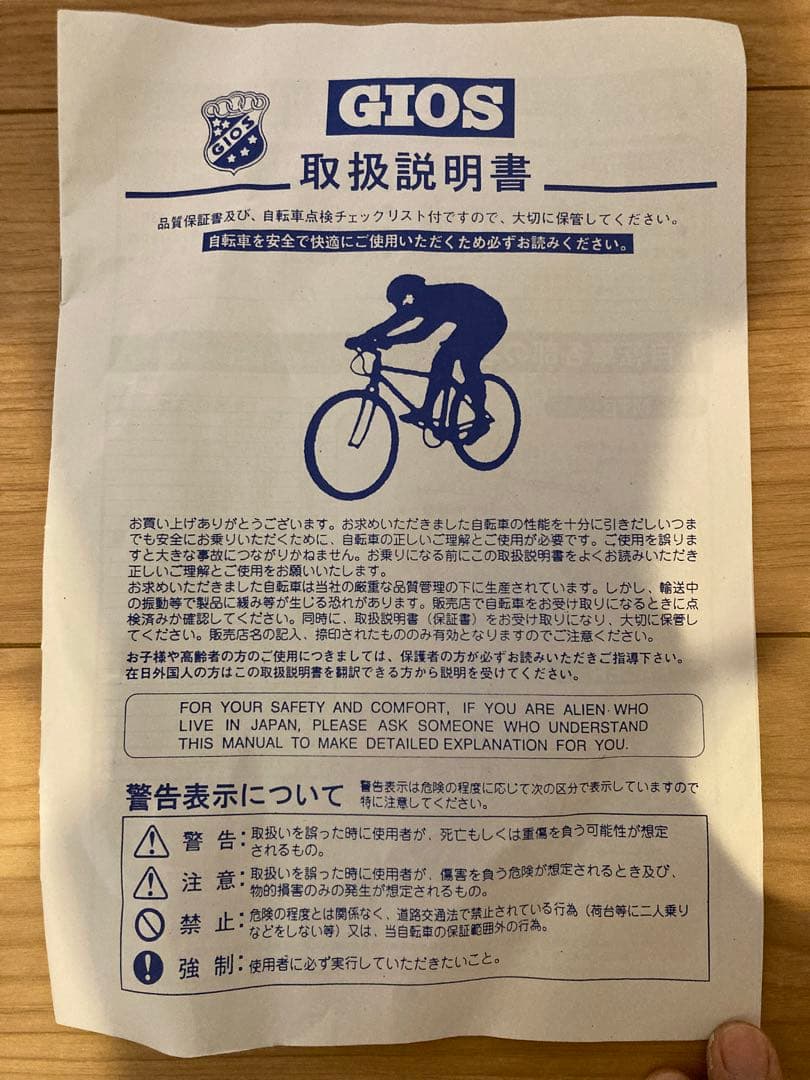 GIOS
GIOS
取扱説明書
品質保証書及び、自転車点検チェックリスト付ですので、大切に保管してください。
自転車を安全で快適にご使用いただくため必ずお読みください。
お買い上げありがとうございます。お求めいただきました自転車の性能を十分に引きだしいつま
でも安全にお乗りいただくために、自転車の正しいご理解とご使用が必要です。ご使用を誤りま
すと大きな事故につながりかねません。お乗りになる前にこの取扱説明書をよくお読みいただき
正しいご理解とご使用をお願いいたします。
お求めいただきました自転車は当社の厳重な品質管理の下に生産されています。しかし、輸送中
の振動等で製品に緩み等が生じる恐れがあります。販売店で自転車をお受け取りになるときに点
検済みか確認してください。同時に、取扱説明書（保証書）をお受け取りになり、大切に保管し
てください。販売店名の記入、捺印されたもののみ有効となりますのでご注意ください。
お子様や高齢者の方のご使用につきましては、保護者の方が必ずお読みいただきご指導下さい。
在日外国人の方はこの取扱説明書を翻訳できる方から説明を受けてください。
FOR YOUR SAFETY AND COMFORT, IF YOU ARE ALIEN WHO
LIVE IN JAPAN, PLEASE ASK SOMEONE WHO UNDERSTAND
THIS MANUAL TO MAKE DETAILED EXPLANATION FOR YOU.
警告表示について 警告表示は危険の程度に応じて次の区分で表示していますので
特に注意してください。
警告：取扱いを誤った時に使用者が、死亡もしくは重傷を負う可能性が想定
されるもの。
注意：取扱いを誤った時に使用者が、傷害を負う危険が想定されるとき及び、
物的損害のみの発生が想定されるもの。
禁止：危険の程度とは関係なく、道路交通法で禁止されている行為（荷台等に二人乗り
などをしない等）又は、当自転車の保証範囲外の行為。
強制：使用者に必ず実行していただきたいこと。